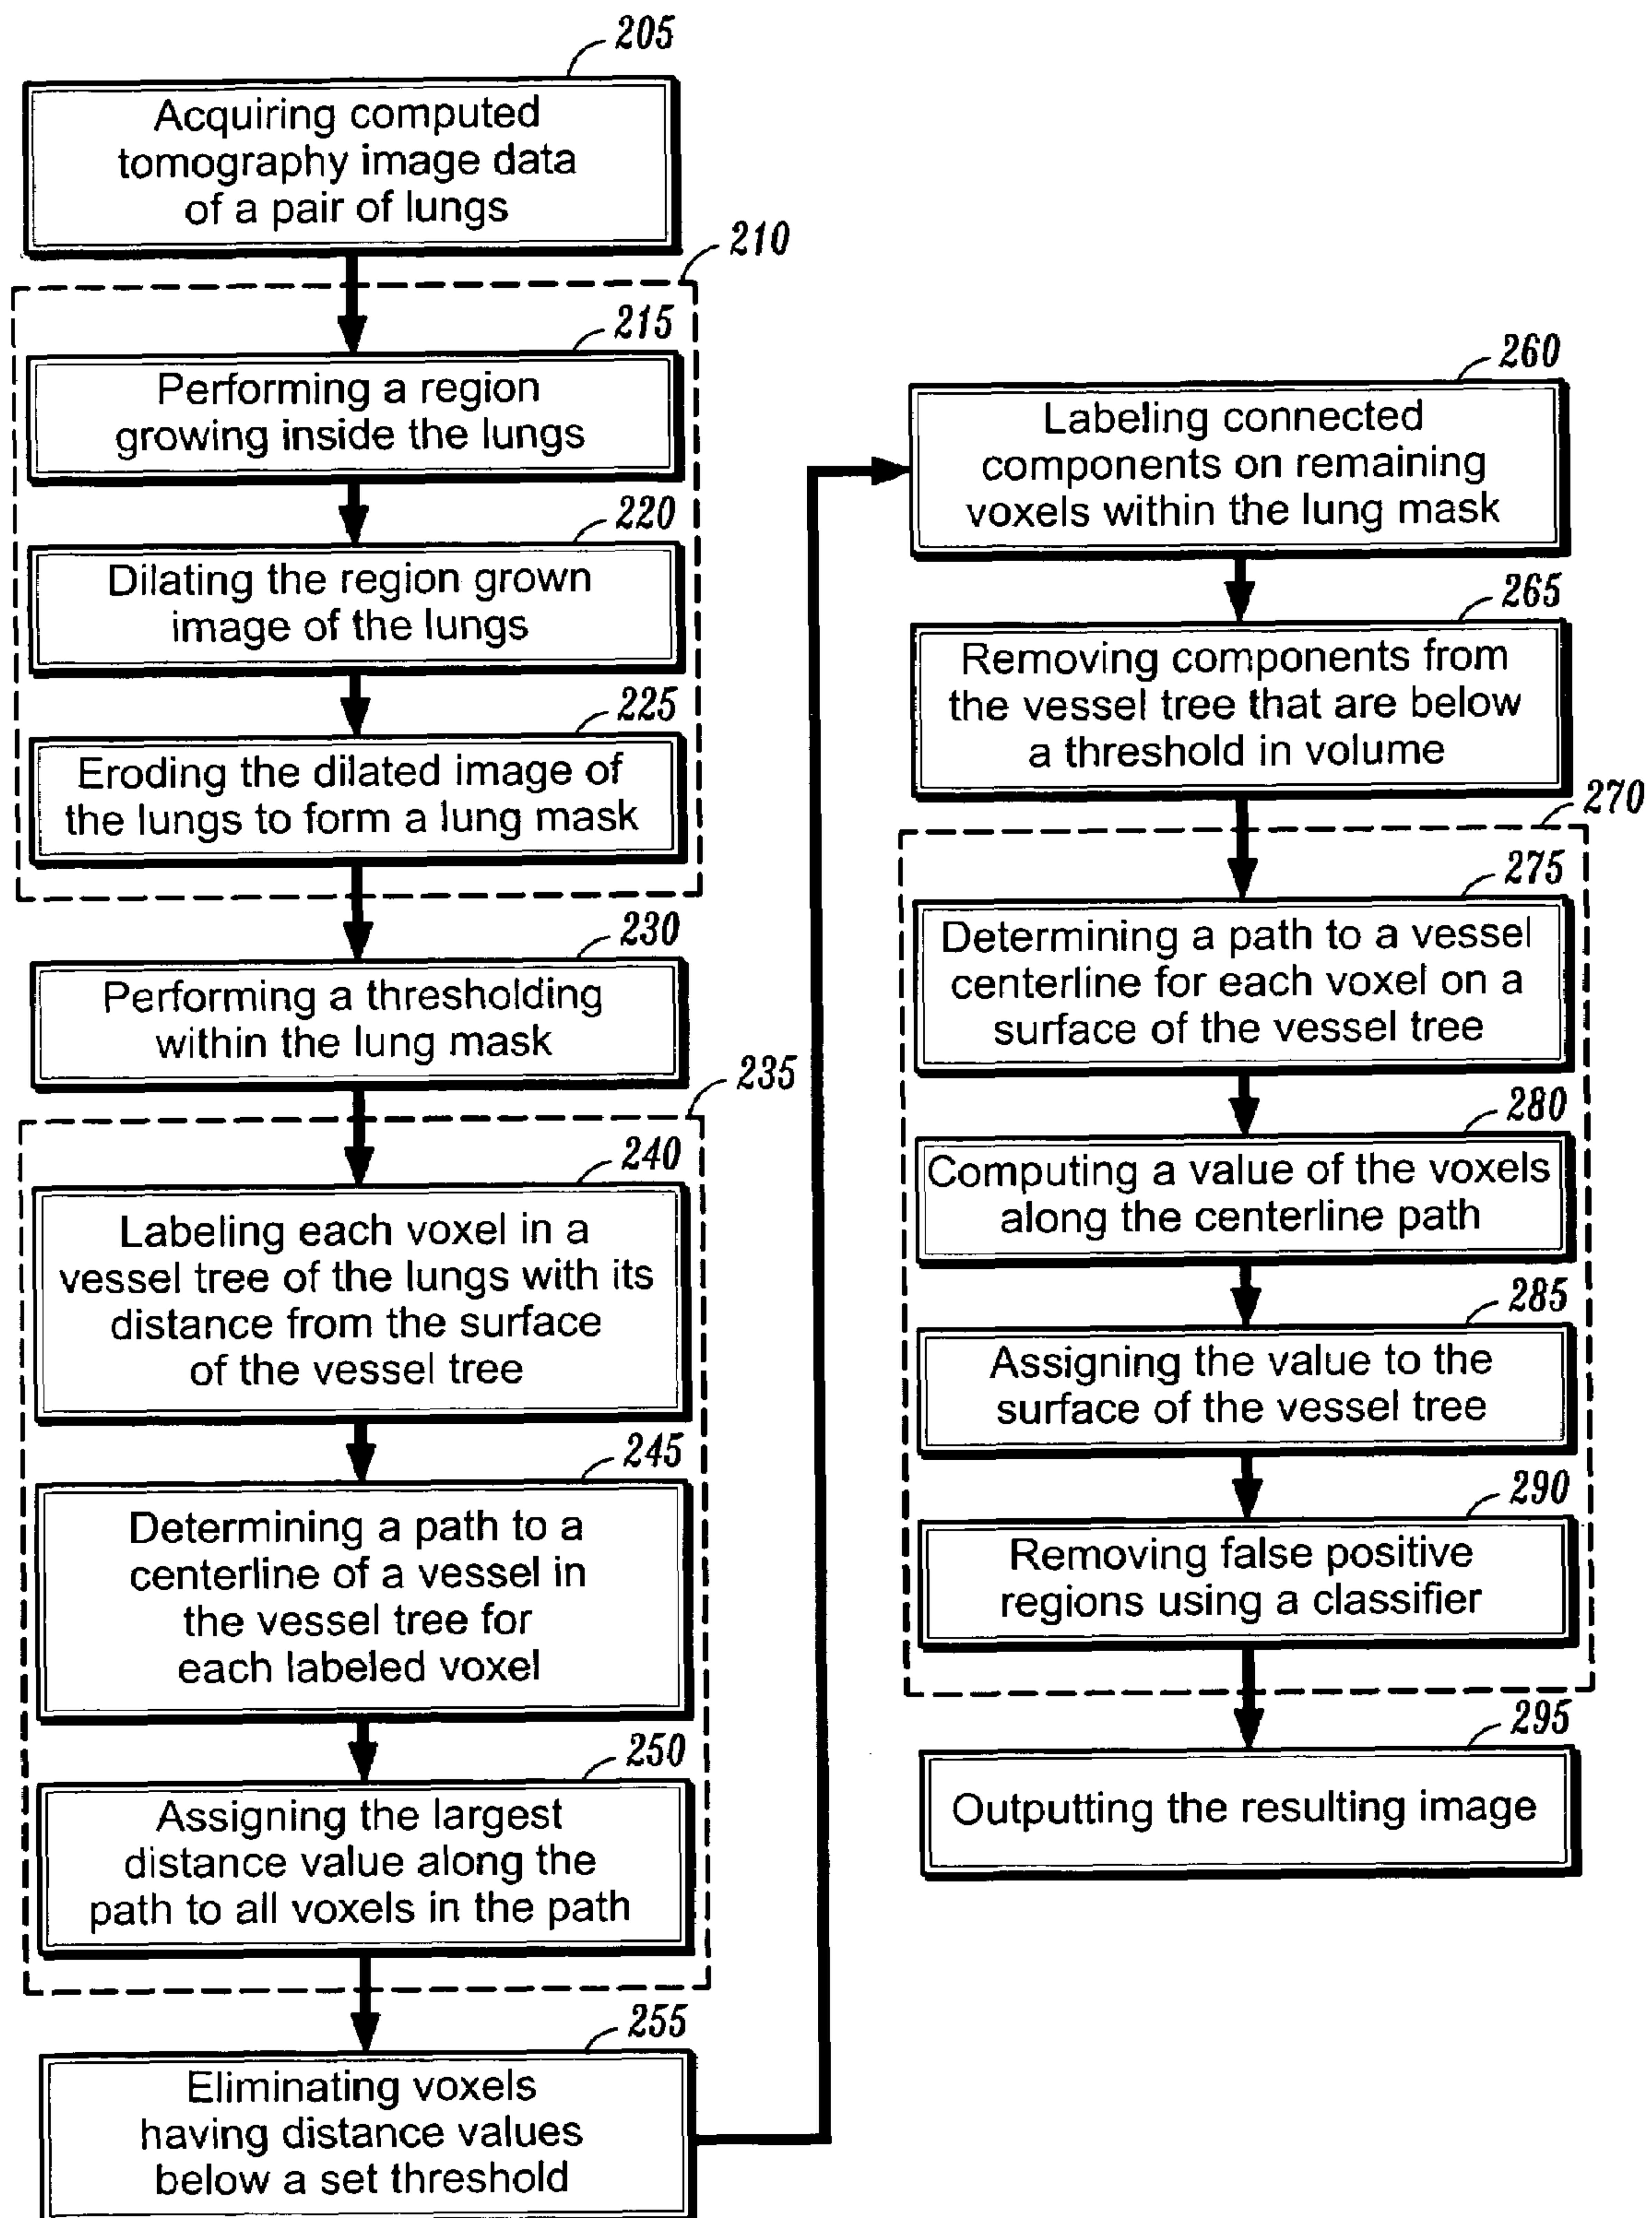 205
Acquiring computed
tomography image data
of a pair of lungs
210
215
Performing a region
growing inside the lungs
220
Dilating the region grown
image of the lungs
225
Eroding the dilated image of
the lungs to form a lung mask
230
Performing a thresholding
within the lung mask
235
240
Labeling each voxel in a
vessel tree of the lungs with its
distance from the surface
of the vessel tree
245
Determining a path to a
centerline of a vessel in
the vessel tree for
each labeled voxel
250
Assigning the largest
distance value along the
path to all voxels in the path
255
Eliminating voxels
having distance values
below a set threshold
260
Labeling connected
components on remaining
voxels within the lung mask
265
Removing components from
the vessel tree that are below
a threshold in volume
270
275
Determining a path to a vessel
centerline for each voxel on a
surface of the vessel tree
280
Computing a value of the voxels
along the centerline path
285
Assigning the value to the
surface of the vessel tree
290
Removing false positive
regions using a classifier
295
Outputting the resulting image